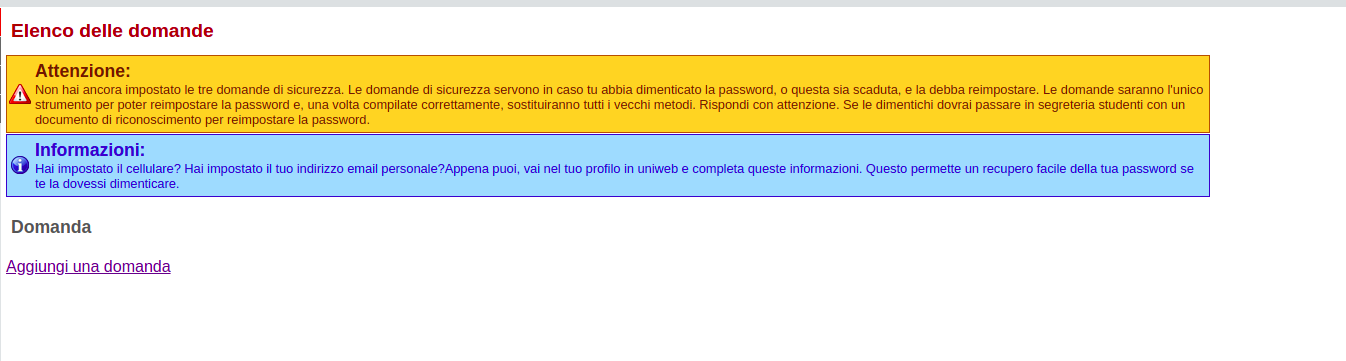 Elenco delle domande
Attenzione:
Non hai ancora impostato le tre domande di sicurezza. Le domande di sicurezza servono in caso tu abbia dimenticato la password, o questa sia scaduta, e la debba reimpostare. Le domande saranno l'unico
strumento per poter reimpostare la password e, una volta compilate correttamente, sostituiranno tutti i vecchi metodi. Rispondi con attenzione. Se le dimentichi dovrai passare in segreteria studenti con un
documento di riconoscimento per reimpostare la password.
Informazioni:
Hai impostato il cellulare? Hai impostato il tuo indirizzo email personale?Appena puoi, vai nel tuo profilo in uniweb e completa queste informazioni. Questo permette un recupero facile della tua password se
te la dovessi dimenticare.
Domanda
Aggiungi una domanda